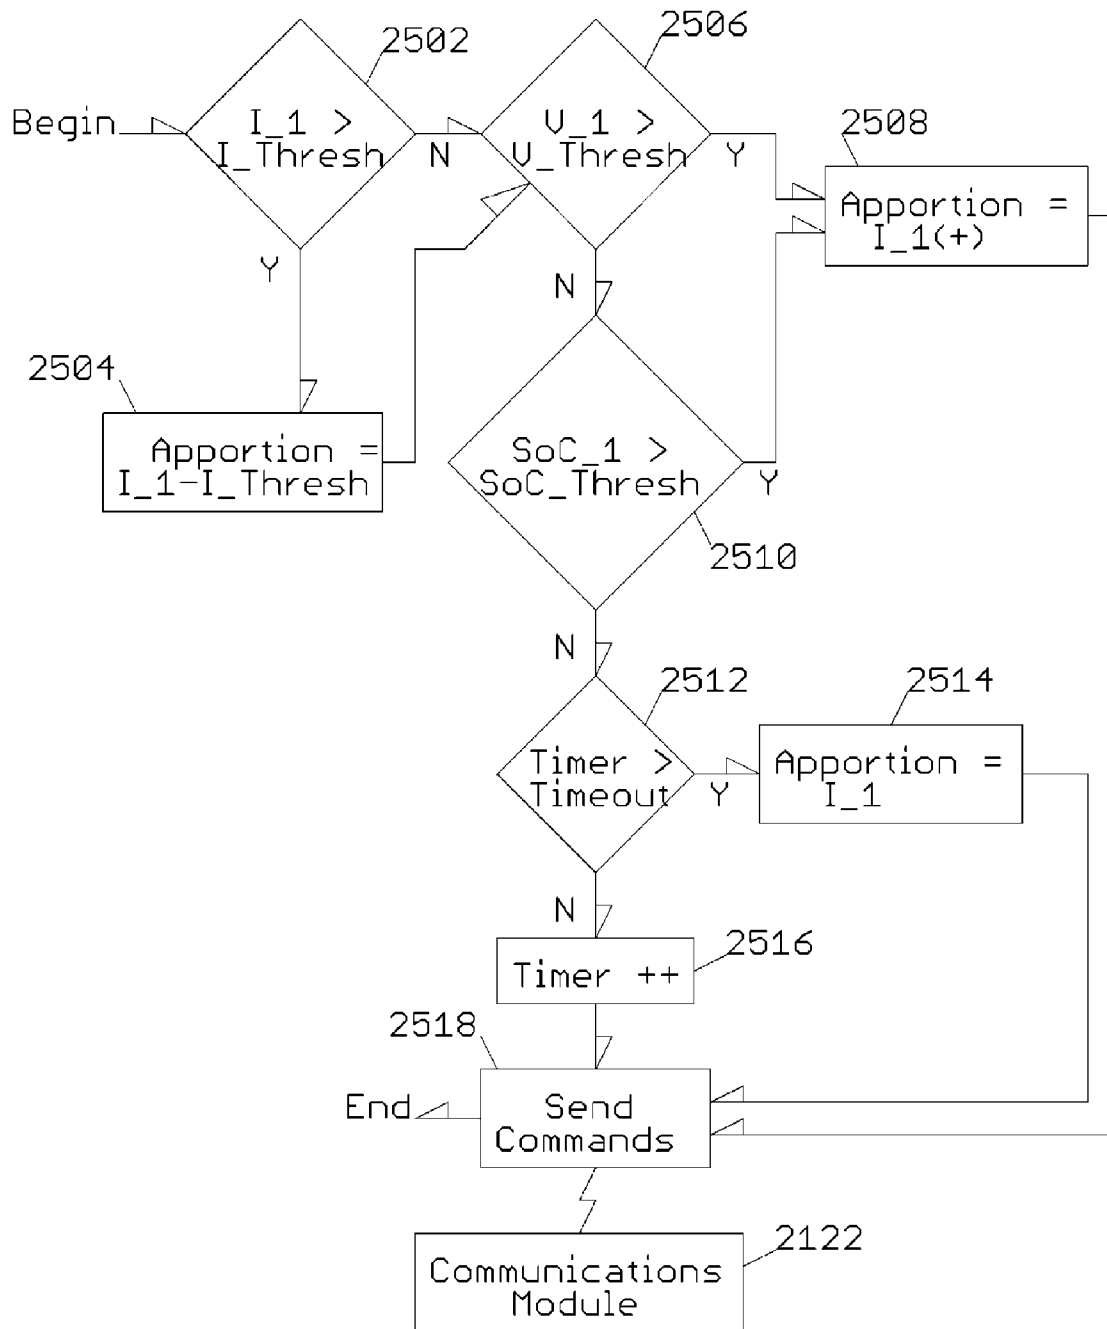 2502
2506
Begin
I_1 >
I_Thresh
N
V_1 >
V_Thresh
Y
2508
Apportion =
I_1(+)
Y
N
2504
Apportion =
I_1-I_Thresh
SoC_1 >
SoC_Thresh
Y
2510
N
2512
2514
Timer >
Timeout
Y
Apportion =
I_1
N
2516
Timer ++
2518
End
Send
Commands
2122
Communications
Module